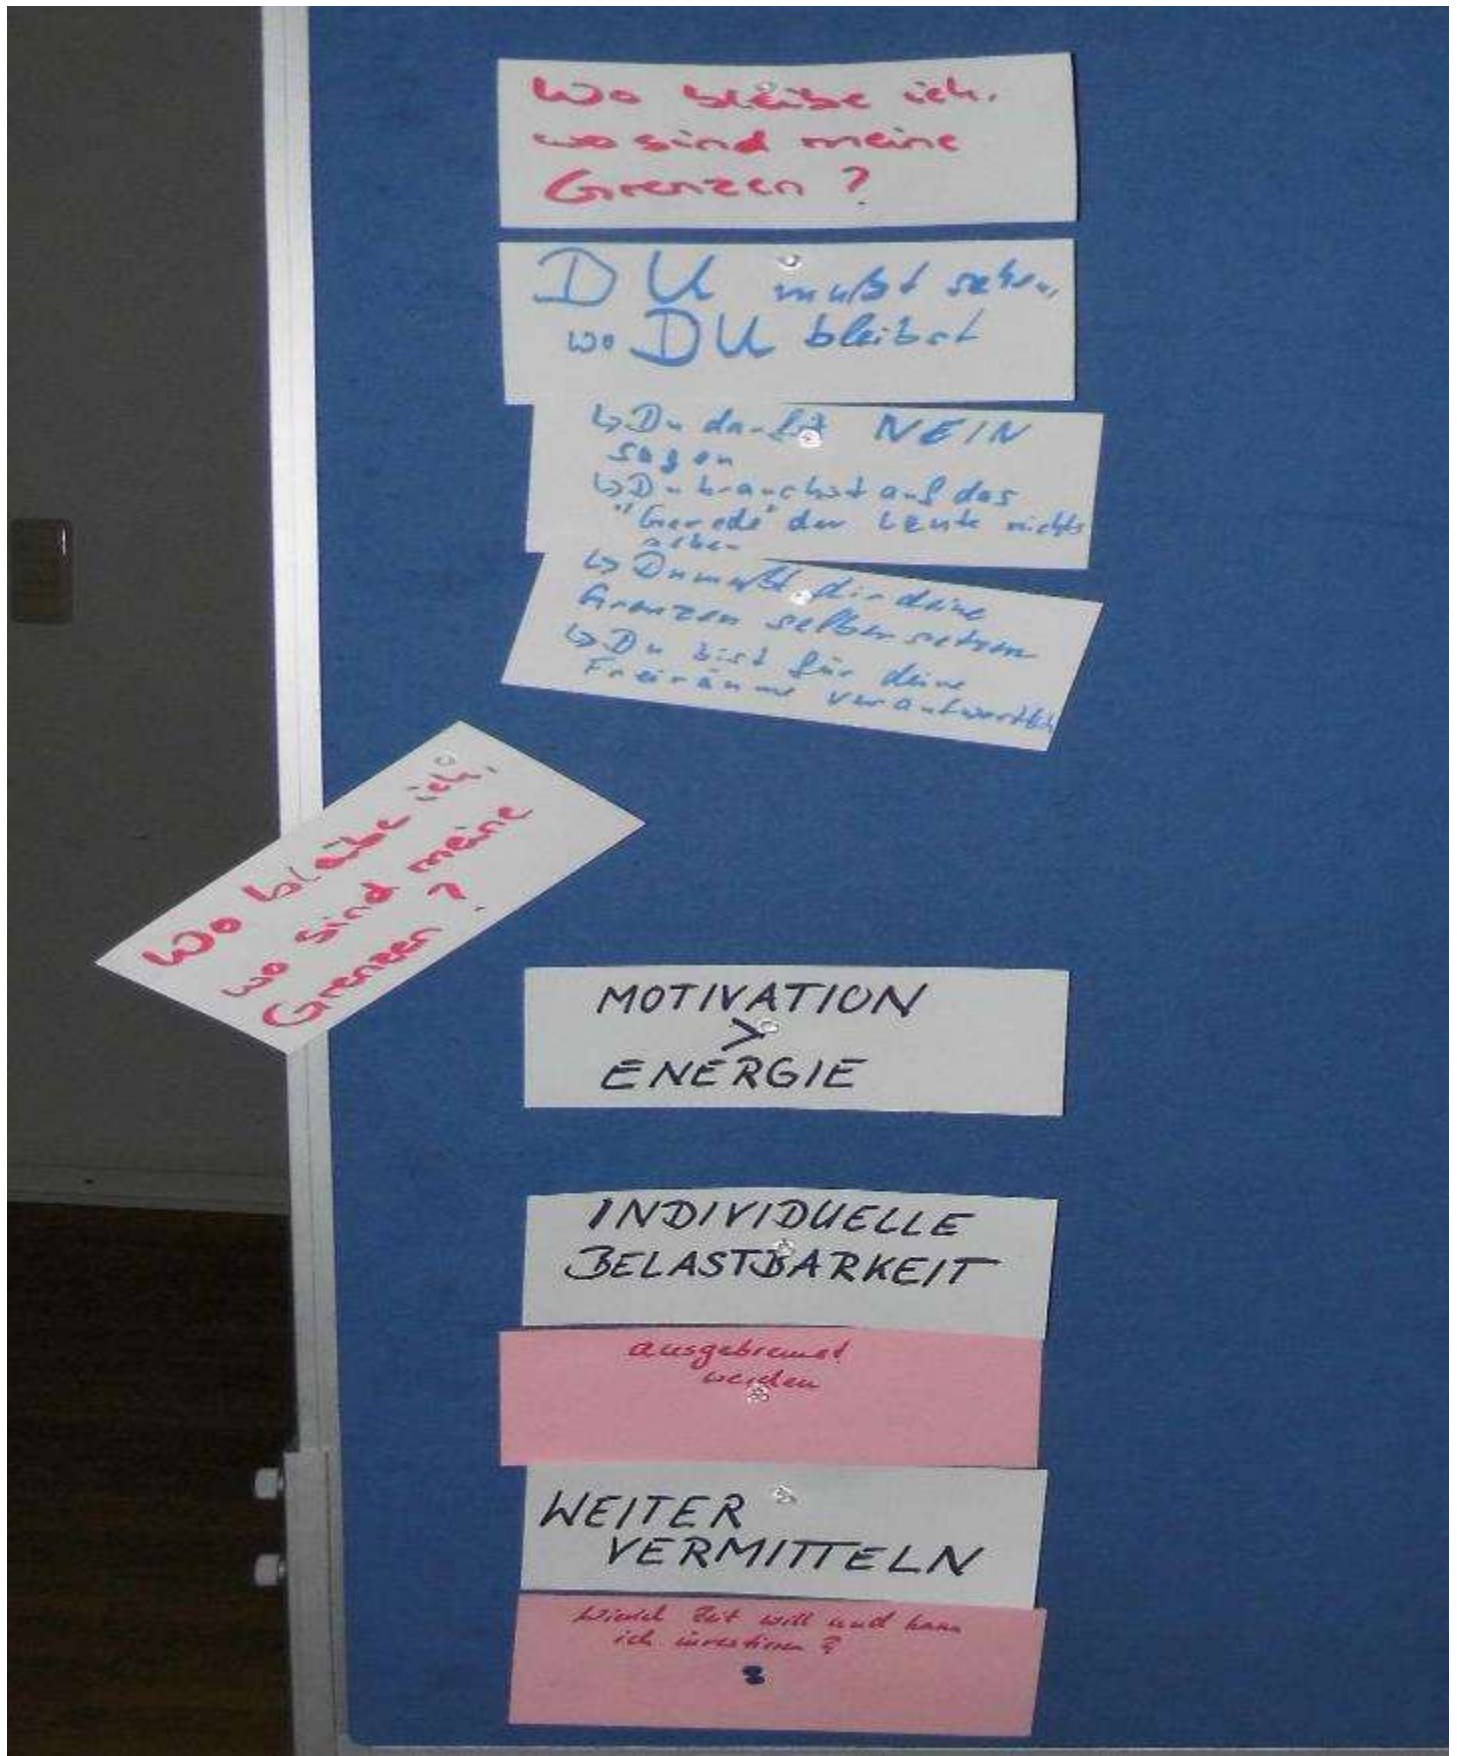 Wo bleibe ich,
wo sind meine
Grenzen ?
DU mußt sehen,
wo DU bleibst
↳ Du darfst NEIN
sagen
↳ Du brauchst auf das
"Gerede" der Leute nichts
geben
↳ Du mußt dir deine
Grenzen selber setzen
↳ Du bist für deine
Freiräume verantwortlich
Wo bleibe ich,
wo sind meine
Grenzen ?
MOTIVATION
>
ENERGIE
INDIVIDUELLE
BELASTBARKEIT
ausgebremst
werden
WEITER
VERMITTELN
Wieviel Zeit will und kann
ich investieren ?